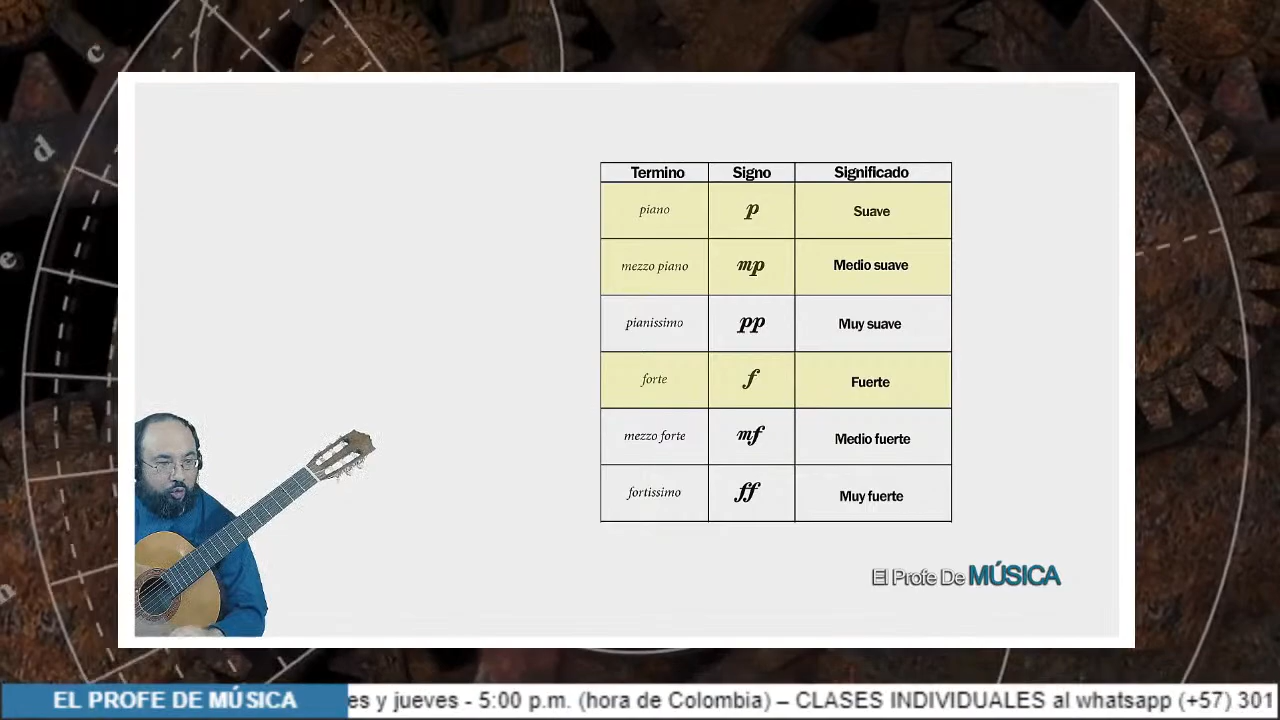 c
d
e
Termino Signo Significado
piano p Suave
mezzo piano mp Medio suave
pianissimo pp Muy suave
forte f Fuerte
mezzo forte mf Medio fuerte
fortissimo ff Muy fuerte
El Profe De MÚSICA
EL PROFE DE MÚSICA es y jueves - 5:00 p.m. (hora de Colombia) – CLASES INDIVIDUALES al whatsapp (+57) 301